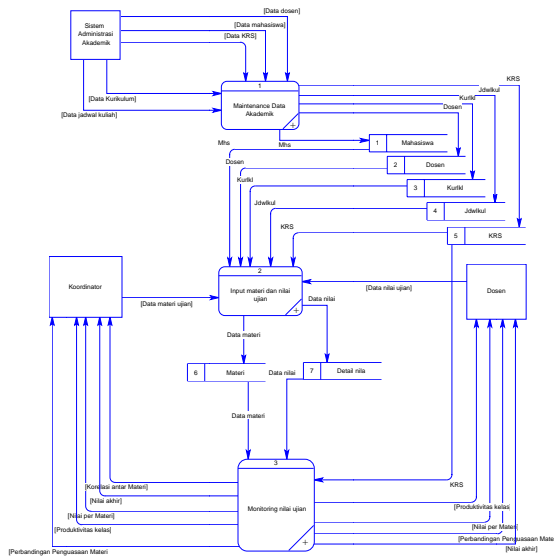 [Data dosen]
Sistem
Administrasi
Akademik
[Data mahasiswa]
[Data KRS]
KRS
1
Jdwlkul
[Data Kurikulum]
Kurlkl
Maintenance Data
Akademik
Dosen
[Data jadwal kuliah]
+
Mhs
Mhs
1
Mahasiswa
Dosen
2
Dosen
Kurlkl
3
Kurlkl
Jdwlkul
4
Jdwlkul
KRS
5
KRS
2
Koordinator
Input materi dan nilai
ujian
[Data nilai ujian]
Dosen
[Data materi ujian]
Data nilai
+
Data materi
6
Materi
Data nilai
7
Detail nila
Data materi
3
KRS
[Korelasi antar Materi]
[Nilai akhir]
Monitoring nilai ujian
[Produktivitas kelas]
[Nilai per Materi]
[Nilai per Materi]
[Produktivitas kelas]
[Perbandingan Penguasaan Mate
+
[Perbandingan Penguasaan Materi
[Nilai akhir]